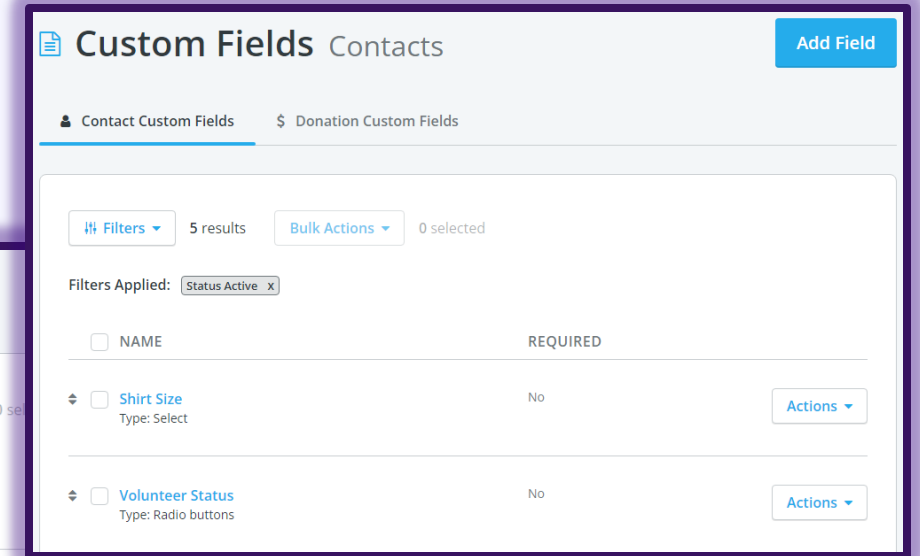 Custom Fields Contacts
Add Field
Contact Custom Fields
$ Donation Custom Fields
Filters
5 results
Bulk Actions
0 selected
Filters Applied: Status Active x
NAME
REQUIRED
Shirt Size
No
Actions
Type: Select
Volunteer Status
No
Actions
Type: Radio buttons